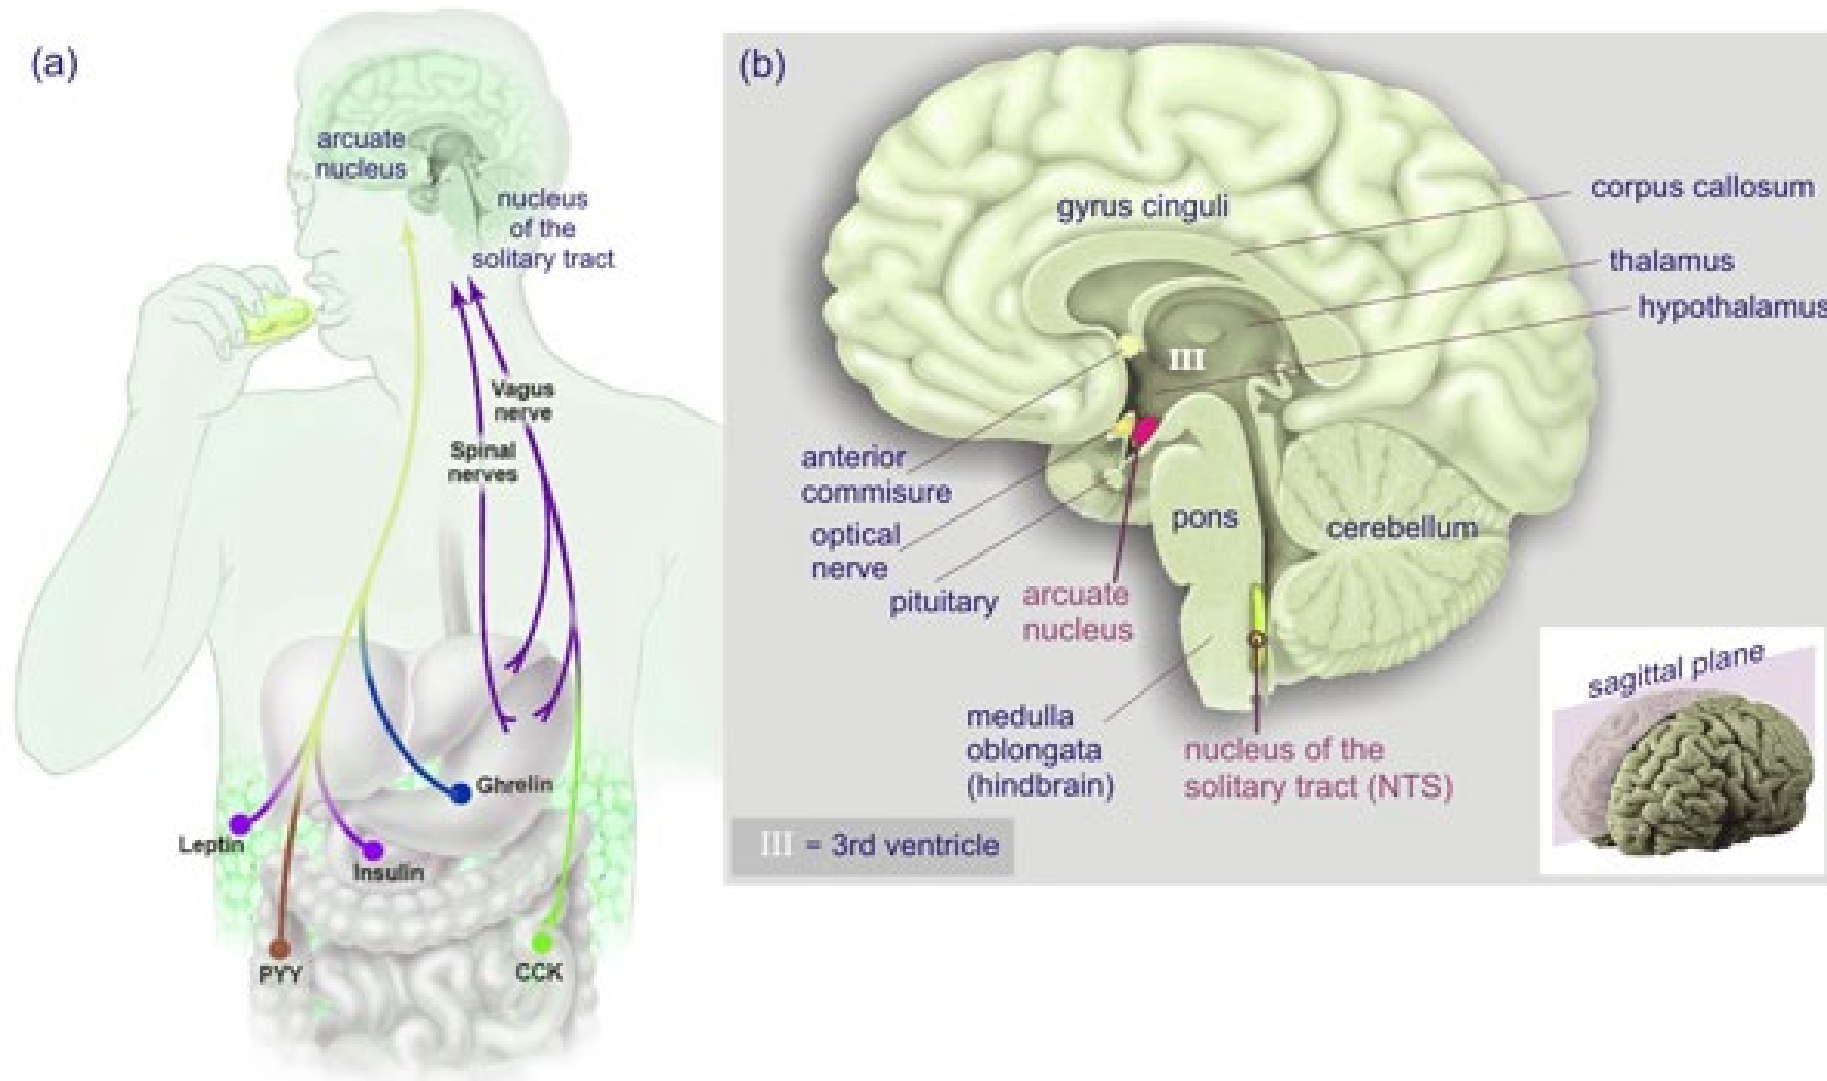 (a)
arcuate
nucleus
nucleus
of the
solitary tract
Vagus
nerve
Spinal
nerves
Ghrelin
Leptin
Insulin
PYY
CCK
(b)
gyrus cinguli
corpus callosum
thalamus
hypothalamus
III
anterior
commisure
optical
nerve
pituitary
arcuate
nucleus
pons
cerebellum
medulla
oblongata
(hindbrain)
nucleus of the
solitary tract (NTS)
III = 3rd ventricle
sagittal plane